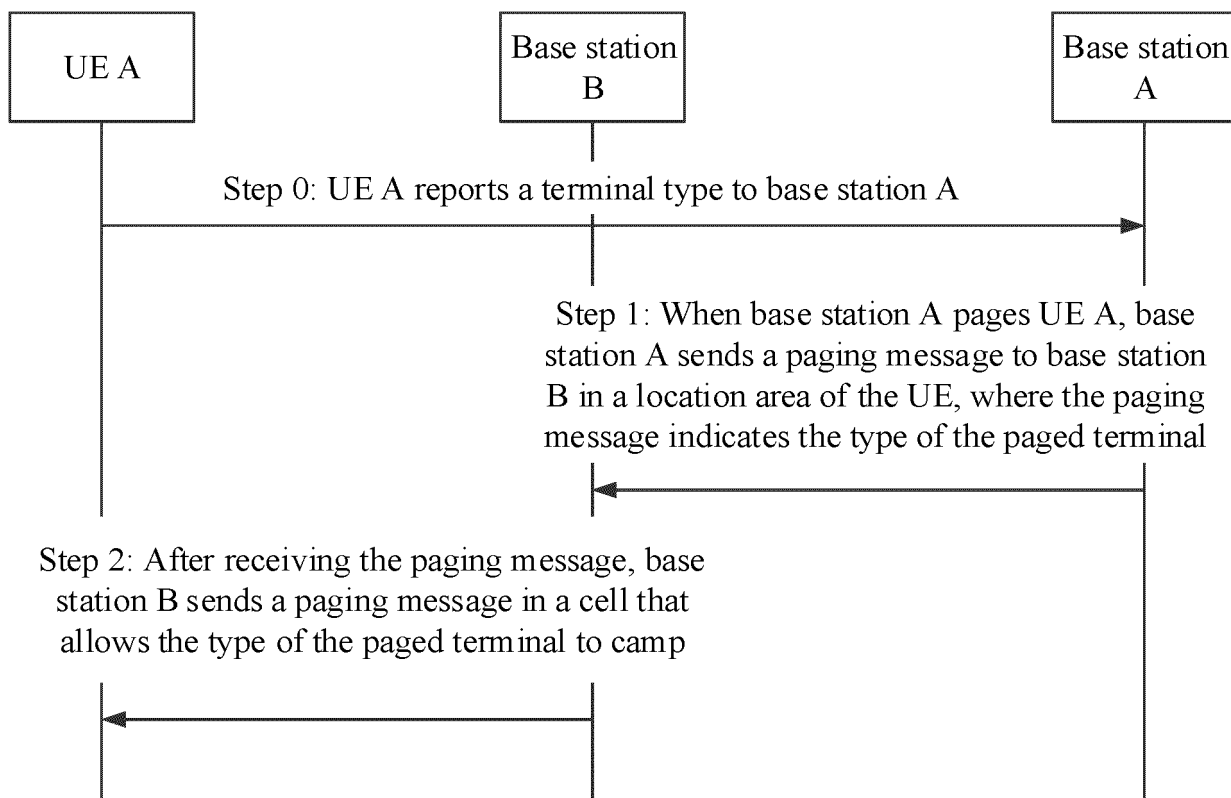 UE A
Base station
B
Base station
A
Step 0: UE A reports a terminal type to base station A
Step 1: When base station A pages UE A, base
station A sends a paging message to base station
B in a location area of the UE, where the paging
message indicates the type of the paged terminal
Step 2: After receiving the paging message, base
station B sends a paging message in a cell that
allows the type of the paged terminal to camp